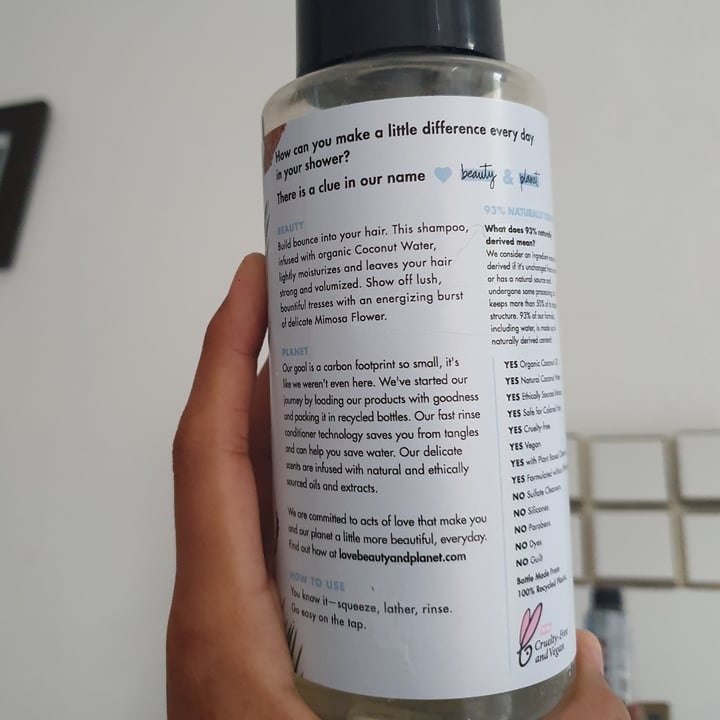 How can you make a little difference every day
in your shower?
There is a clue in our name beauty & planet
BEAUTY
Build bounce into your hair. This shampoo,
infused with organic Coconut Water,
lightly moisturizes and leaves your hair
strong and volumized. Show off lush,
bountiful tresses with an energizing burst
of delicate Mimosa Flower.
PLANET
Our goal is a carbon footprint so small, it's
like we weren't even here. We've started our
journey by loading our products with goodness
and packing it in recycled bottles. Our fast rinse
conditioner technology saves you from tangles
and can help you save water. Our delicate
scents are infused with natural and ethically
sourced oils and extracts.
We are committed to acts of love that make you
and our planet a little more beautiful, everyday.
Find out how at lovebeautyandplanet.com
HOW TO USE
You know it—squeeze, lather, rinse.
Go easy on the tap.
93% NATURALLY
What does 93% naturally
derived mean?
We consider an ingredient
derived if it's unchanged from
or has a natural source and
undergone some processing
keeps more than 50% of its
structure. 93% of our formula,
including water, is made up
naturally derived content
YES Organic Coconut
YES Natural Coconut
YES Ethically Sourced
YES Safe for Colored
YES Cruelty-free
YES Vegan
YES with Plant Based
YES Formulated without
NO Sulfate Cleansers
NO Silicones
NO Parabens
NO Dyes
NO Guilt
Bottle Made From
100% Recycled Plastic
Cruelty-Free
and Vegan